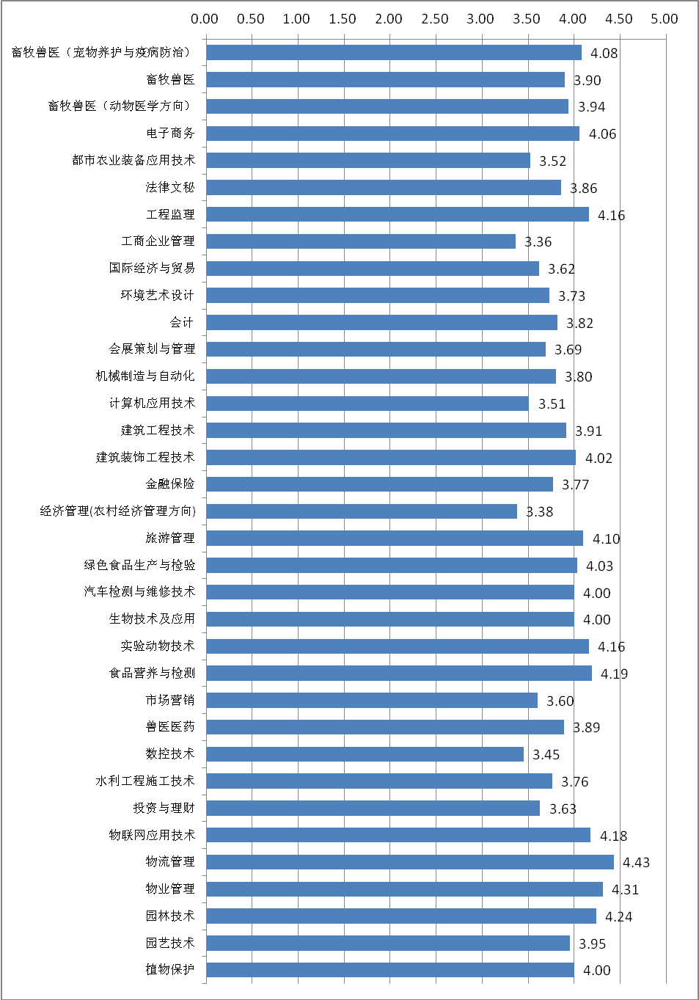 0.00 0.50 1.00 1.50 2.00 2.50 3.00 3.50 4.00 4.50 5.00
畜牧兽医（宠物养护与疫病防治） 4.08
畜牧兽医 3.90
畜牧兽医（动物医学方向） 3.94
电子商务 4.06
都市农业装备应用技术 3.52
法律文秘 3.86
工程监理 4.16
工商企业管理 3.36
国际经济与贸易 3.62
环境艺术设计 3.73
会计 3.82
会展策划与管理 3.69
机械制造与自动化 3.80
计算机应用技术 3.51
建筑工程技术 3.91
建筑装饰工程技术 4.02
金融保险 3.77
经济管理(农村经济管理方向) 3.38
旅游管理 4.10
绿色食品生产与检验 4.03
汽车检测与维修技术 4.00
生物技术及应用 4.00
实验动物技术 4.16
食品营养与检测 4.19
市场营销 3.60
兽医医药 3.89
数控技术 3.45
水利工程施工技术 3.76
投资与理财 3.63
物联网应用技术 4.18
物流管理 4.43
物业管理 4.31
园林技术 4.24
园艺技术 3.95
植物保护 4.00